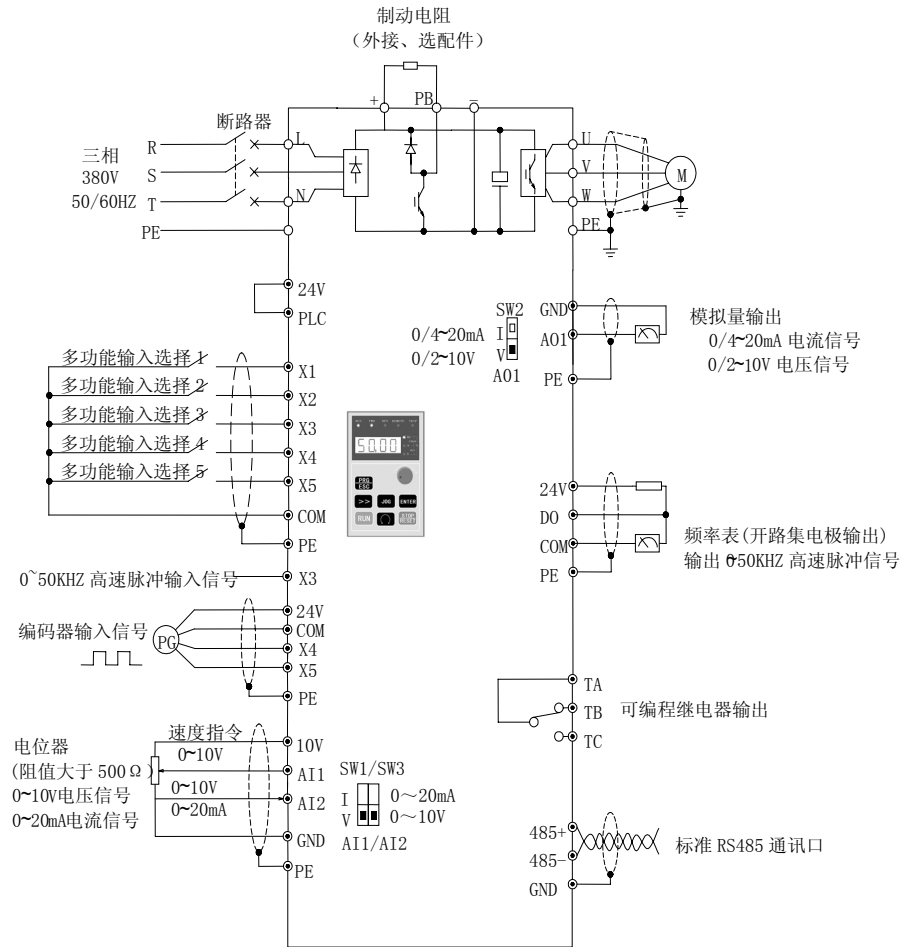 制动电阻
（外接、选配件）
+ PB −
断路器
三相
380V
50/60HZ
R
S
T
PE
L
N
U
V
W
PE
M
24V
PLC
多功能输入选择 1
多功能输入选择 2
多功能输入选择 3
多功能输入选择 4
多功能输入选择 5
X1
X2
X3
X4
X5
COM
PE
0~50KHZ 高速脉冲输入信号
X3
编码器输入信号
PG
24V
COM
X4
X5
PE
电位器
(阻值大于 500Ω)
0~10V电压信号
0~20mA电流信号
速度指令
0~10V
0~10V
0~20mA
10V
AI1
AI2
GND
PE
SW1/SW3
I 0～20mA
V 0～10V
AI1/AI2
50.00
PRG
ESC
>> JOG ENTER
RUN STOP
RESET
SW2
0/4~20mA I
0/2~10V V
AO1
GND
AO1
PE
模拟量输出
0/4~20mA 电流信号
0/2~10V 电压信号
24V
DO
COM
PE
频率表(开路集电极输出)
输出 0~50KHZ 高速脉冲信号
TA
TB
TC
可编程继电器输出
485+
485-
GND
标准 RS485 通讯口